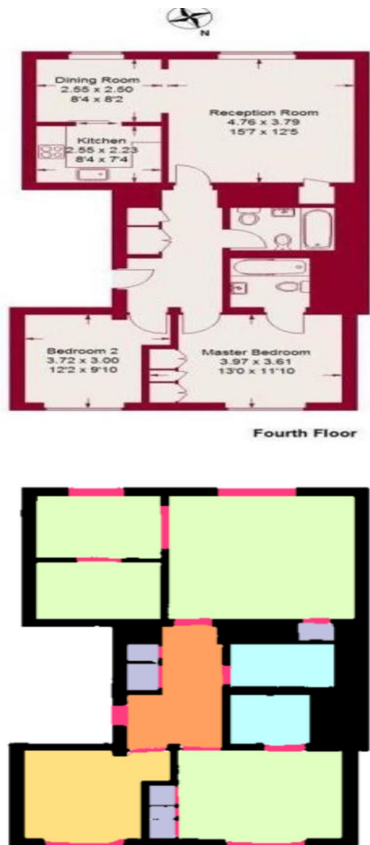 N
Dining Room
2.55 x 2.50
8'4 x 8'2
Reception Room
4.76 x 3.79
15'7 x 12'5
Kitchen
2.55 x 2.23
8'4 x 7'4
Bedroom 2
3.72 x 3.00
12'2 x 9'10
Master Bedroom
3.97 x 3.61
13'0 x 11'10
Fourth Floor